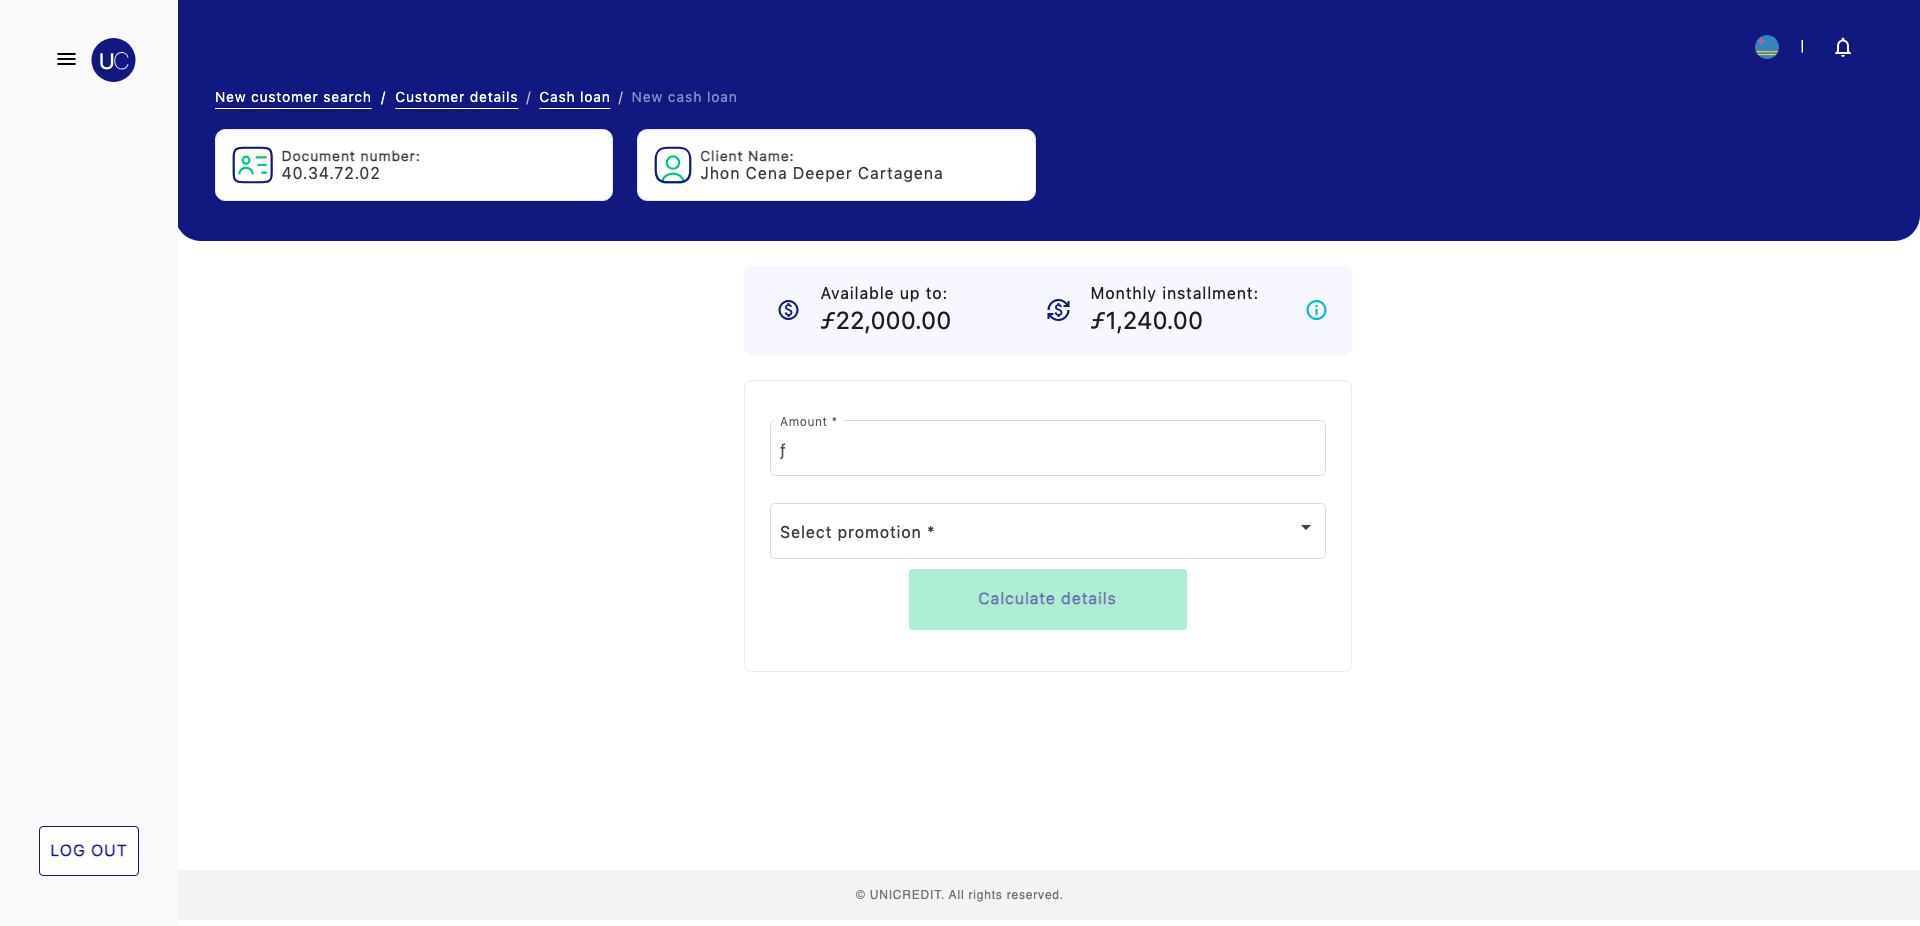 UC
New customer search / Customer details / Cash loan / New cash loan
Document number:
40.34.72.02
Client Name:
Jhon Cena Deeper Cartagena
Available up to:
ƒ22,000.00
Monthly installment:
ƒ1,240.00
Amount *
ƒ
Select promotion *
Calculate details
LOG OUT
© UNICREDIT. All rights reserved.